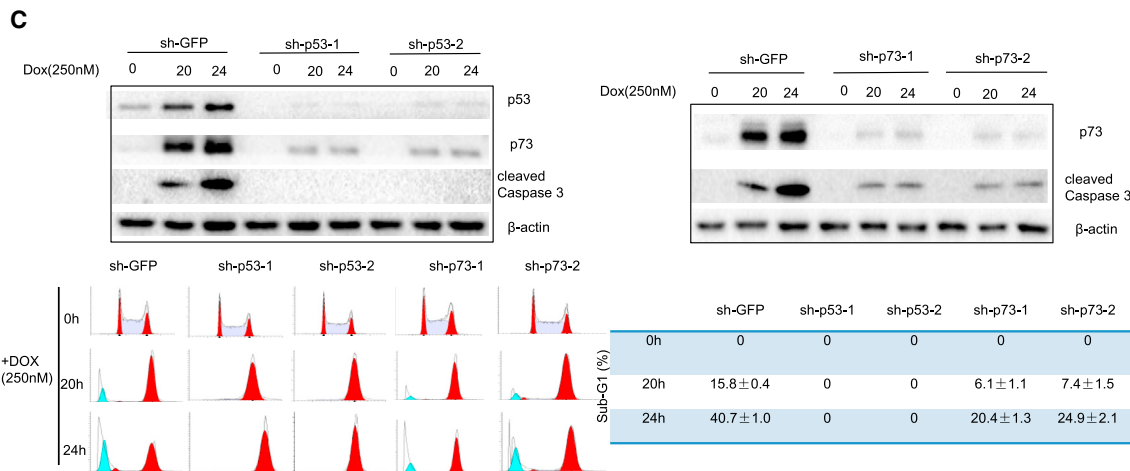 C
sh-GFP sh-p53-1 sh-p53-2
Dox(250nM) 0 20 24 0 20 24 0 20 24
p53
p73
cleaved
Caspase 3
β-actin
sh-GFP sh-p73-1 sh-p73-2
Dox(250nM) 0 20 24 0 20 24 0 20 24
p73
cleaved
Caspase 3
β-actin
sh-GFP sh-p53-1 sh-p53-2 sh-p73-1 sh-p73-2
+DOX
(250nM)
0h
20h
24h
sh-GFP sh-p53-1 sh-p53-2 sh-p73-1 sh-p73-2
Sub-G1 (%)
0h 0 0 0 0 0
20h 15.8±0.4 0 0 6.1±1.1 7.4±1.5
24h 40.7±1.0 0 0 20.4±1.3 24.9±2.1